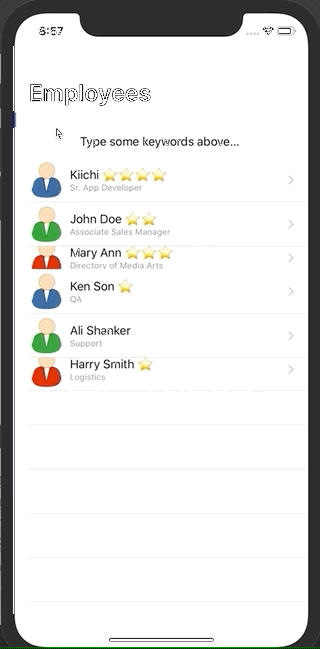 6:57
Employees
Type some keywords above...
Kiichi ⭐⭐⭐⭐
Sr. App Developer
John Doe ⭐⭐
Associate Sales Manager
Mary Ann ⭐⭐⭐
Directory of Media Arts
Ken Son ⭐
QA
Ali Shanker
Support
Harry Smith ⭐
Logistics